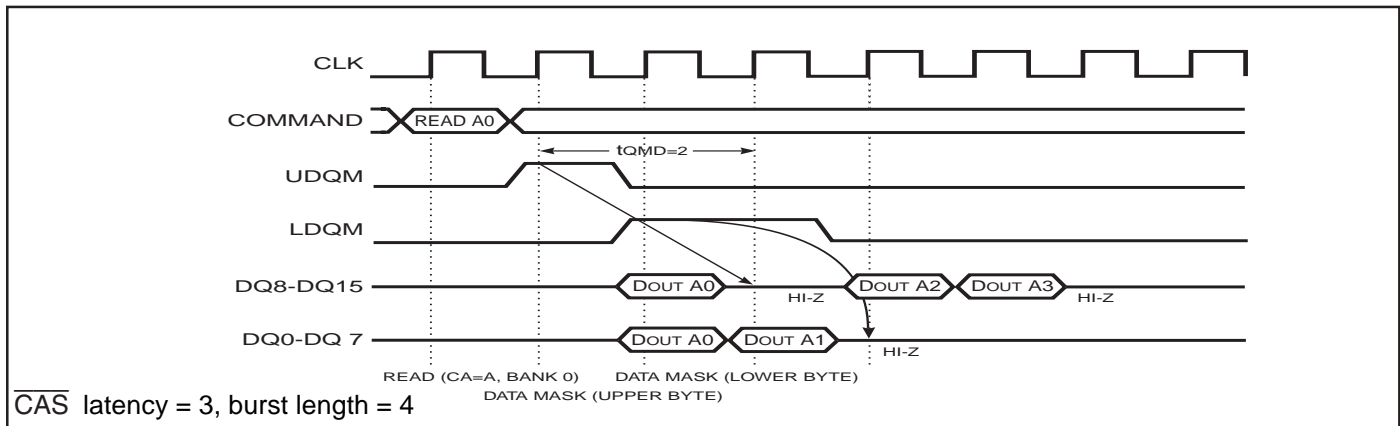 CLK
COMMAND READ A0
tQMD=2
UDQM
LDQM
DQ8-DQ15 DOUT A0 HI-Z DOUT A2 DOUT A3 HI-Z
DQ0-DQ 7 DOUT A0 DOUT A1 HI-Z
READ (CA=A, BANK 0) DATA MASK (LOWER BYTE)
DATA MASK (UPPER BYTE)
CAS latency = 3, burst length = 4